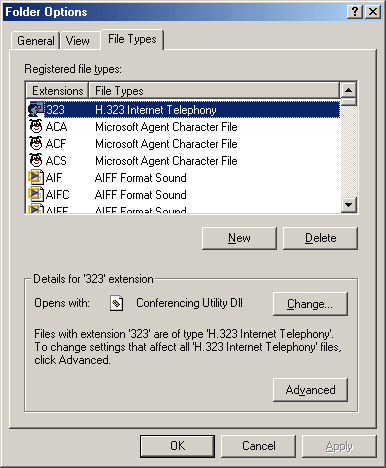 Folder Options
General View File Types
Registered file types:
Extensions File Types
323 H.323 Internet Telephony
ACA Microsoft Agent Character File
ACF Microsoft Agent Character File
ACS Microsoft Agent Character File
AIF AIFF Format Sound
AIFC AIFF Format Sound
AIFF AIFF Format Sound
New Delete
Details for '323' extension
Opens with: Conferencing Utility Dll Change...
Files with extension '323' are of type 'H.323 Internet Telephony'.
To change settings that affect all 'H.323 Internet Telephony' files,
click Advanced.
Advanced
OK Cancel Apply